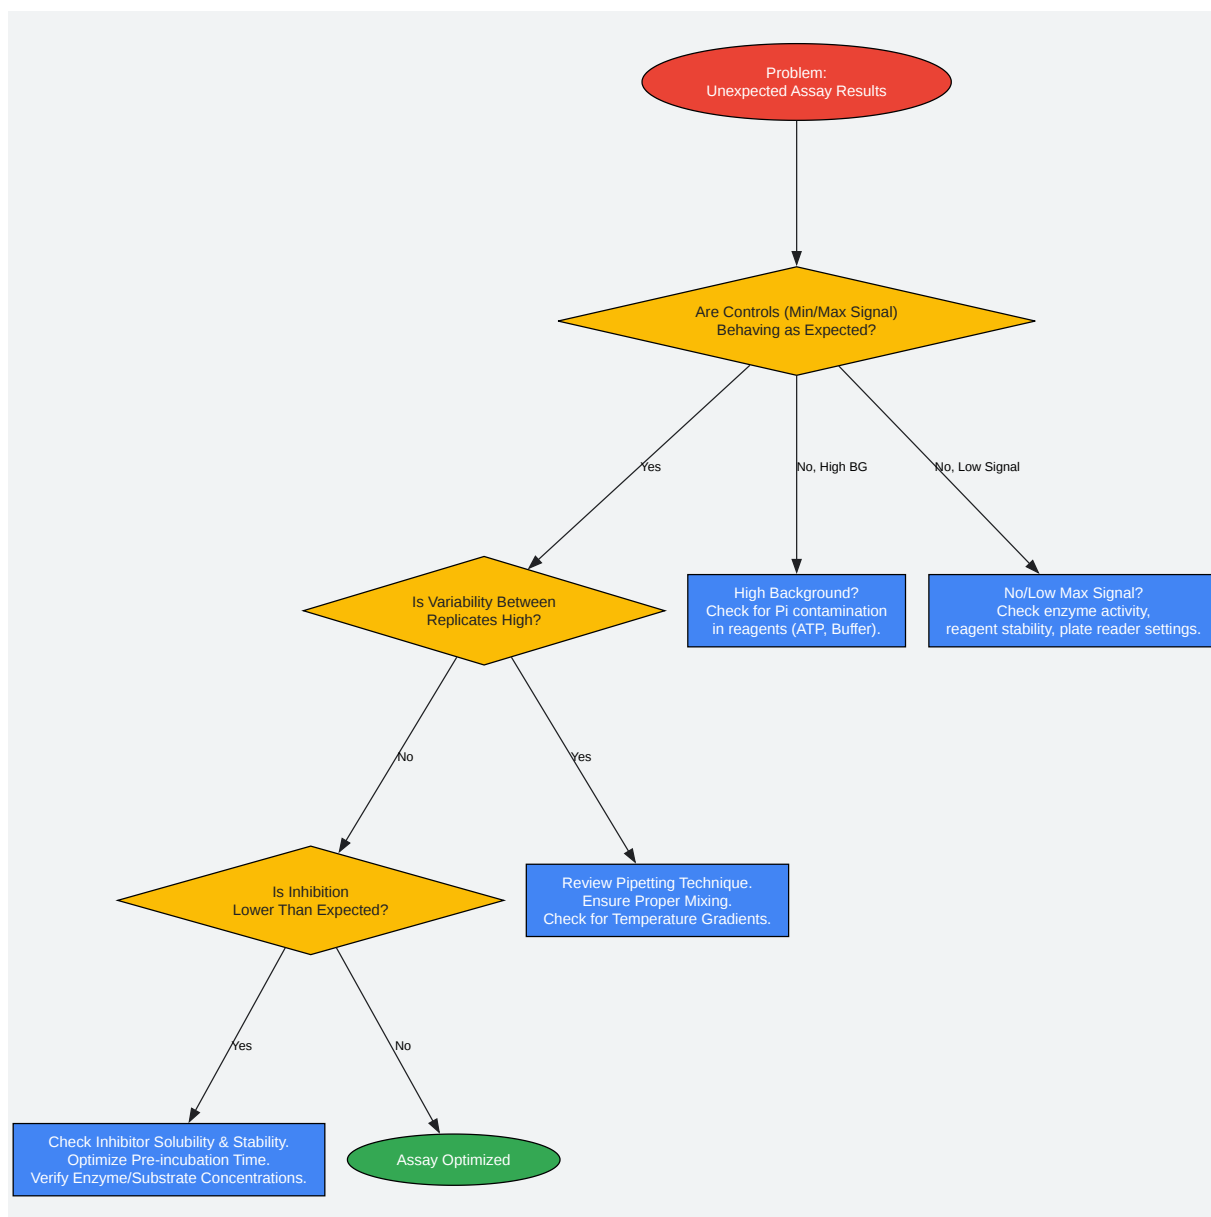 Problem:
Unexpected Assay Results
Are Controls (Min/Max Signal)
Behaving as Expected?
Yes
No, High BG
No, Low Signal
Is Variability Between
Replicates High?
High Background?
Check for Pi contamination
in reagents (ATP, Buffer).
No/Low Max Signal?
Check enzyme activity,
reagent stability, plate reader settings.
No
Yes
Is Inhibition
Lower Than Expected?
Review Pipetting Technique.
Ensure Proper Mixing.
Check for Temperature Gradients.
Yes
No
Check Inhibitor Solubility & Stability.
Optimize Pre-incubation Time.
Verify Enzyme/Substrate Concentrations.
Assay Optimized